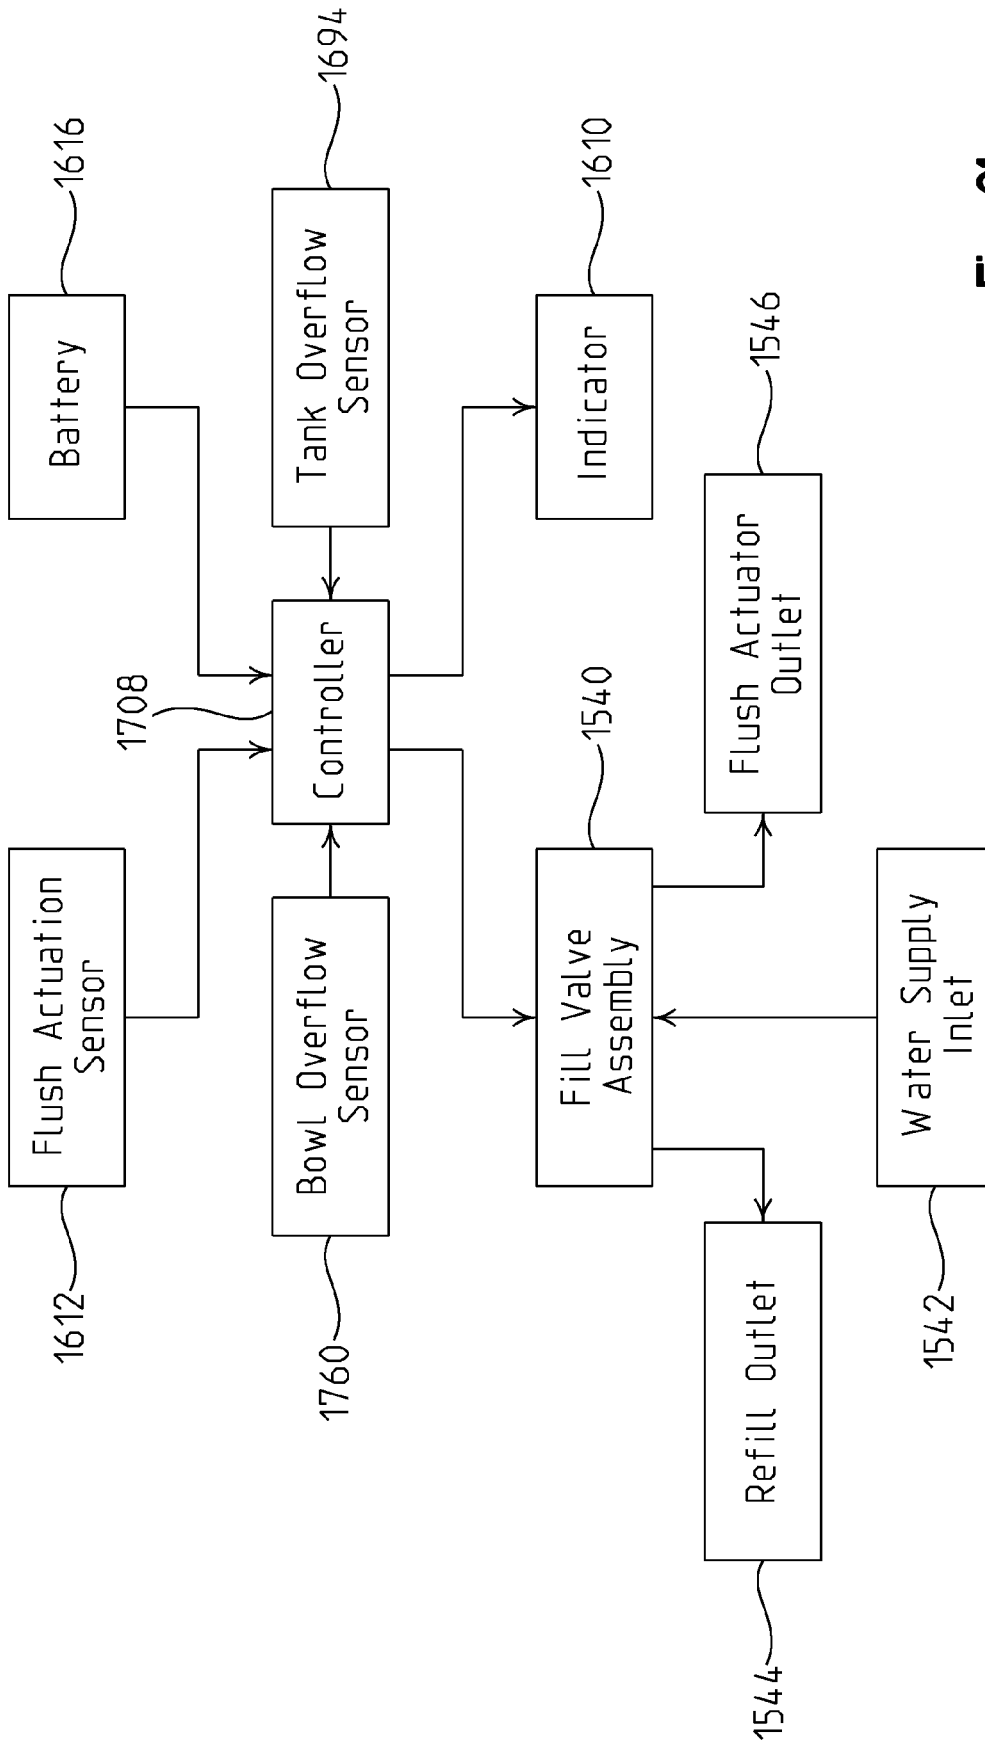 1612
Flush Actuation
Sensor
Battery
1616
1708
1760
Bowl Overflow
Sensor
Controller
Tank Overflow
Sensor
1694
Fill Valve
Assembly
1540
Indicator
1610
1544
Refill Outlet
Flush Actuator
Outlet
1546
1542
Water Supply
Inlet